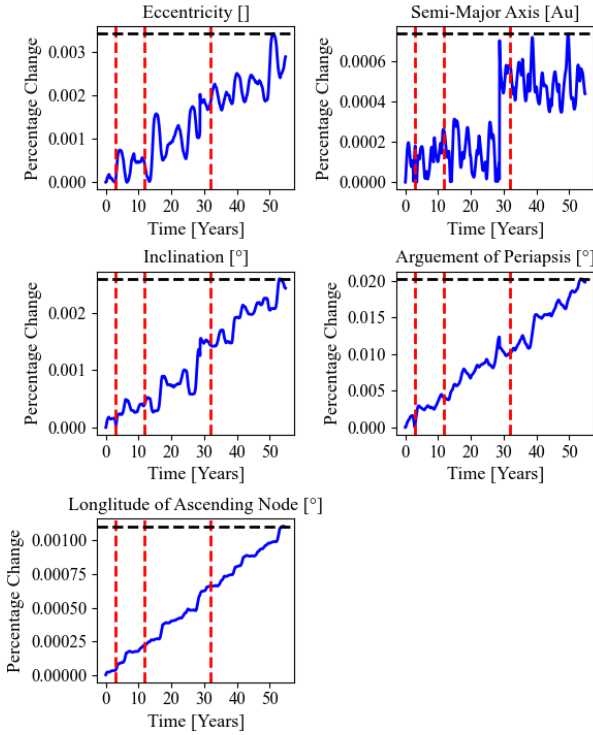 Eccentricity []
Percentage Change
0.003
0.002
0.001
0.000
0 10 20 30 40 50
Time [Years]
Semi-Major Axis [Au]
Percentage Change
0.0006
0.0004
0.0002
0.0000
0 10 20 30 40 50
Time [Years]
Inclination [°]
Percentage Change
0.002
0.001
0.000
0 10 20 30 40 50
Time [Years]
Arguement of Periapsis [°]
Percentage Change
0.020
0.015
0.010
0.005
0.000
0 10 20 30 40 50
Time [Years]
Longlitude of Ascending Node [°]
Percentage Change
0.00100
0.00075
0.00050
0.00025
0.00000
0 10 20 30 40 50
Time [Years]